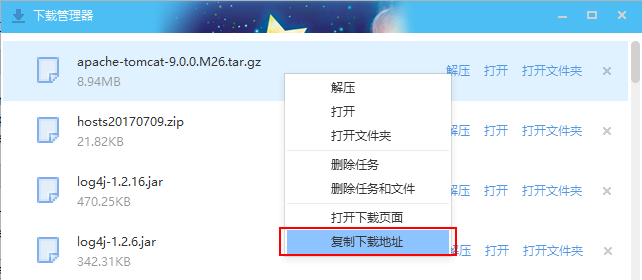 下载管理器
apache-tomcat-9.0.0.M26.tar.gz
8.94MB
解压 打开 打开文件夹
hosts20170709.zip
21.82KB
解压 打开 打开文件夹
log4j-1.2.16.jar
470.25KB
解压 打开 打开文件夹
log4j-1.2.6.jar
342.31KB
解压 打开 打开文件夹
解压
打开
打开文件夹
删除任务
删除任务和文件
打开下载页面
复制下载地址